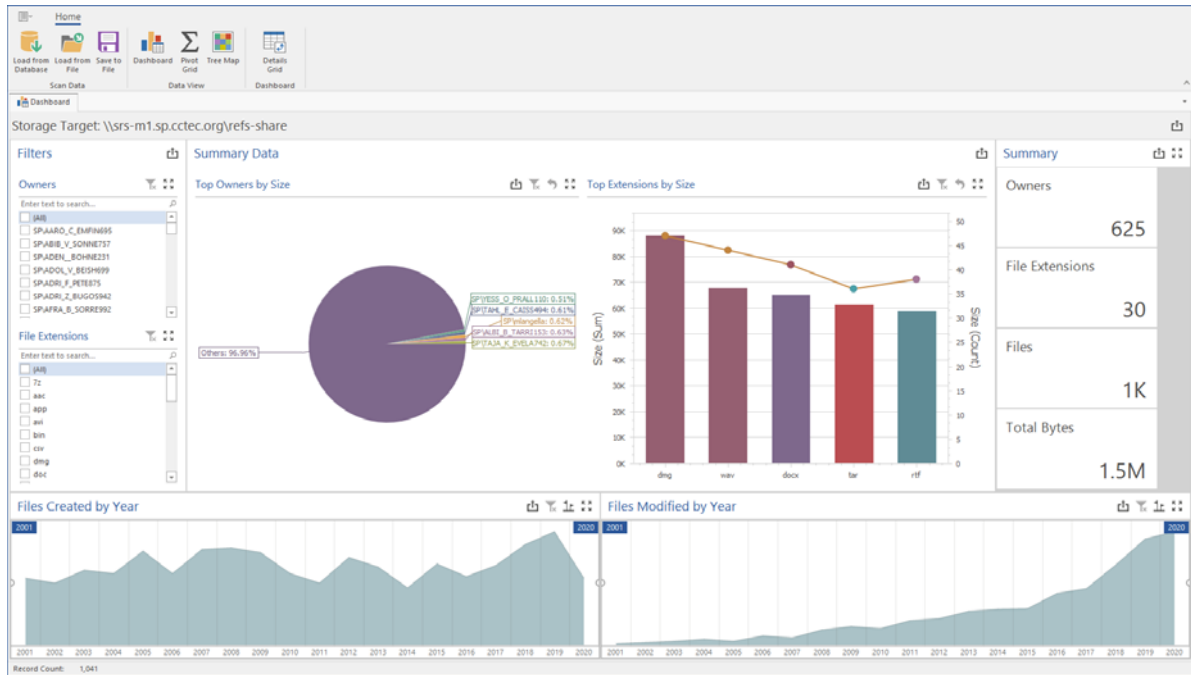 Home
Load from Database
Load from File
Save to File
Dashboard
Pivot Grid
Tree Map
Details Grid
Scan Data
Data View
Dashboard
Dashboard
Storage Target: \\srs-m1.sp.cctec.org\refs-share
Filters
Summary Data
Summary
Owners
Enter text to search...
(All)
SP\AARO_C_EMFIN695
SP\ABIB_V_SONNE757
SP\ADEN__BOHNE231
SP\ADOL_V_BEISH699
SP\ADRI_F_PETE875
SP\ADRI_Z_BUGOS942
SP\AFRA_B_SORRE992
File Extensions
Enter text to search...
(All)
7z
aac
app
avi
bin
csv
dmg
doc
Top Owners by Size
Others: 96.96%
SP\YESS_O_PRALL110: 0.51%
SP\TAHL_E_CAISS494: 0.61%
SP\nlangella: 0.62%
SP\ALBI_B_TARRI153: 0.63%
SP\TAJA_K_EVELA742: 0.67%
Top Extensions by Size
Size (Sum)
90K
80K
70K
60K
50K
40K
30K
20K
10K
0K
dmg wav docx tar rtf
50
45
40
35
30
25
20
15
10
5
0
Size (Count)
Owners
625
File Extensions
30
Files
1K
Total Bytes
1.5M
Files Created by Year
2001 2020
2001 2002 2003 2004 2005 2006 2007 2008 2009 2010 2011 2012 2013 2014 2015 2016 2017 2018 2019 2020
Files Modified by Year
2001 2020
2001 2002 2003 2004 2005 2006 2007 2008 2009 2010 2011 2012 2013 2014 2015 2016 2017 2018 2019 2020
Record Count: 1,041